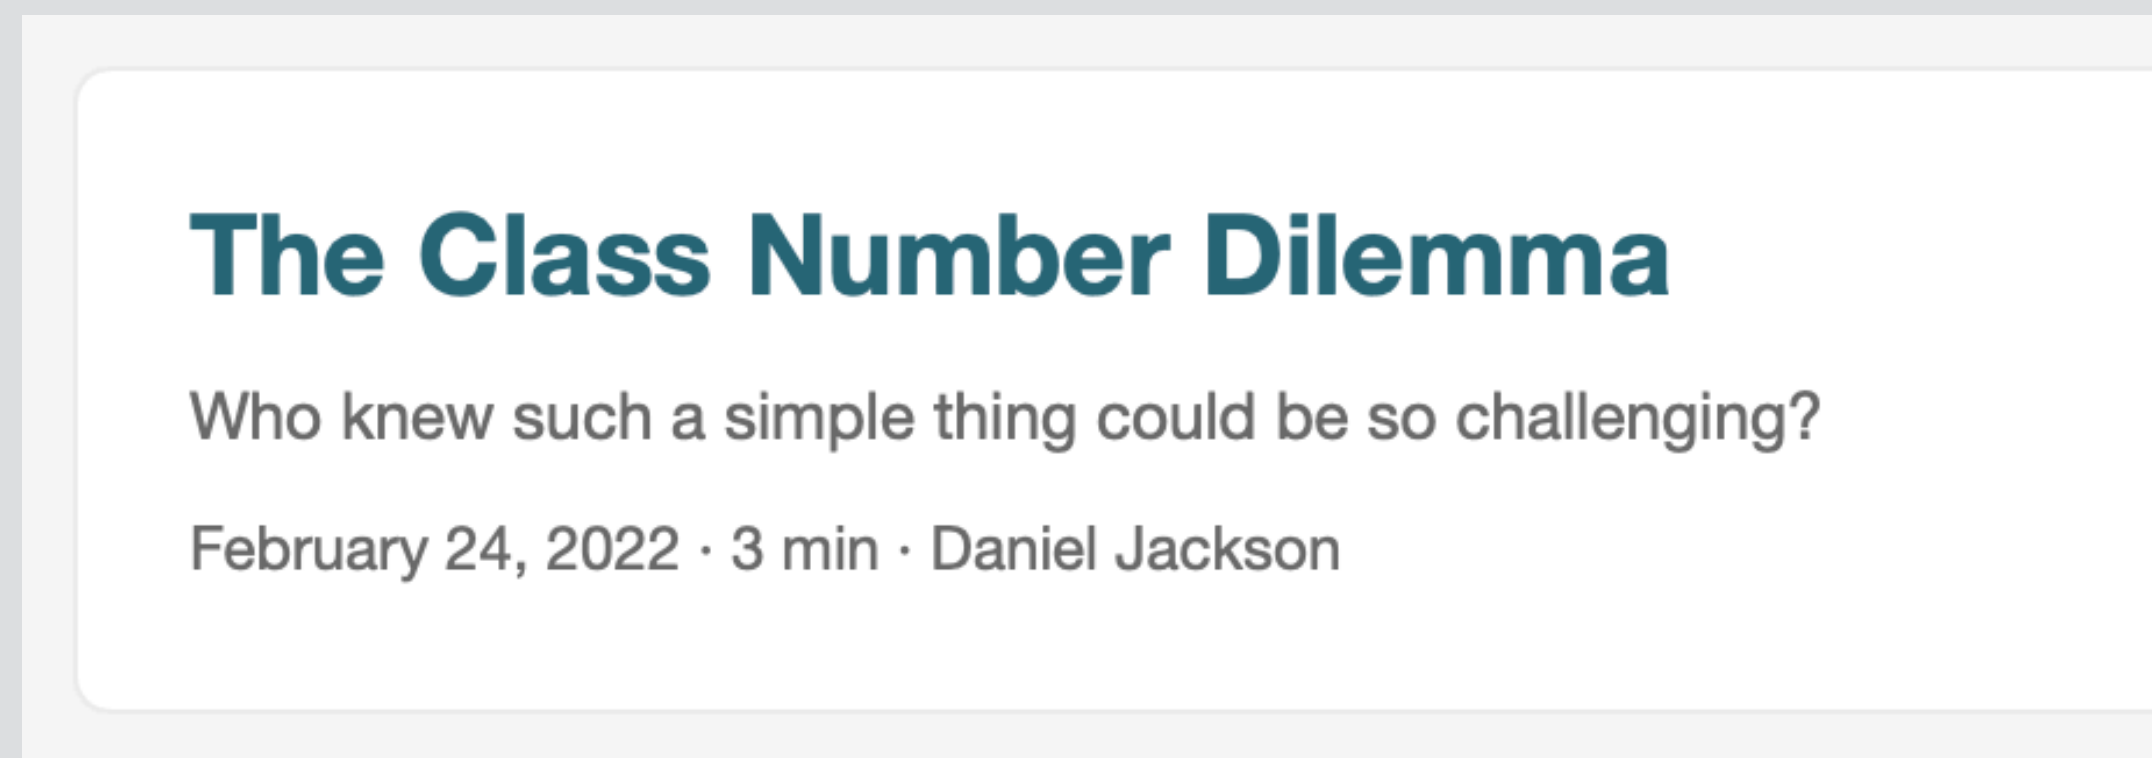 The Class Number Dilemma
Who knew such a simple thing could be so challenging?
February 24, 2022 · 3 min · Daniel Jackson